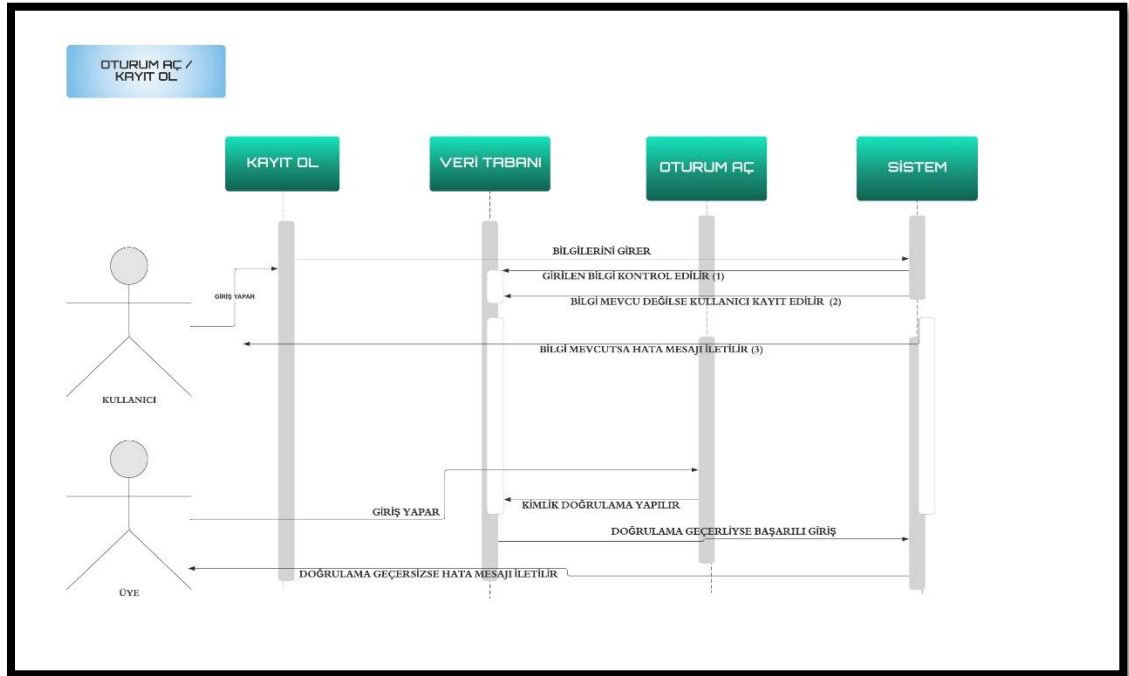 OTURUM AÇ /
KAYIT OL
KAYIT OL
VERİ TABANI
OTURUM AÇ
SİSTEM
BİLGİLERİNİ GİRER
GİRİLEN BİLGİ KONTROL EDİLİR (1)
GİRİŞ YAPAR
BİLGİ MEVCU DEĞİLSE KULLANICI KAYIT EDİLİR (2)
BİLGİ MEVCUTSA HATA MESAJI İLETİLİR (3)
KULLANICI
KİMLİK DOĞRULAMA YAPILIR
GİRİŞ YAPAR
DOĞRULAMA GEÇERLİYSE BAŞARILI GİRİŞ
DOĞRULAMA GEÇERSİZSE HATA MESAJI İLETİLİR
ÜYE